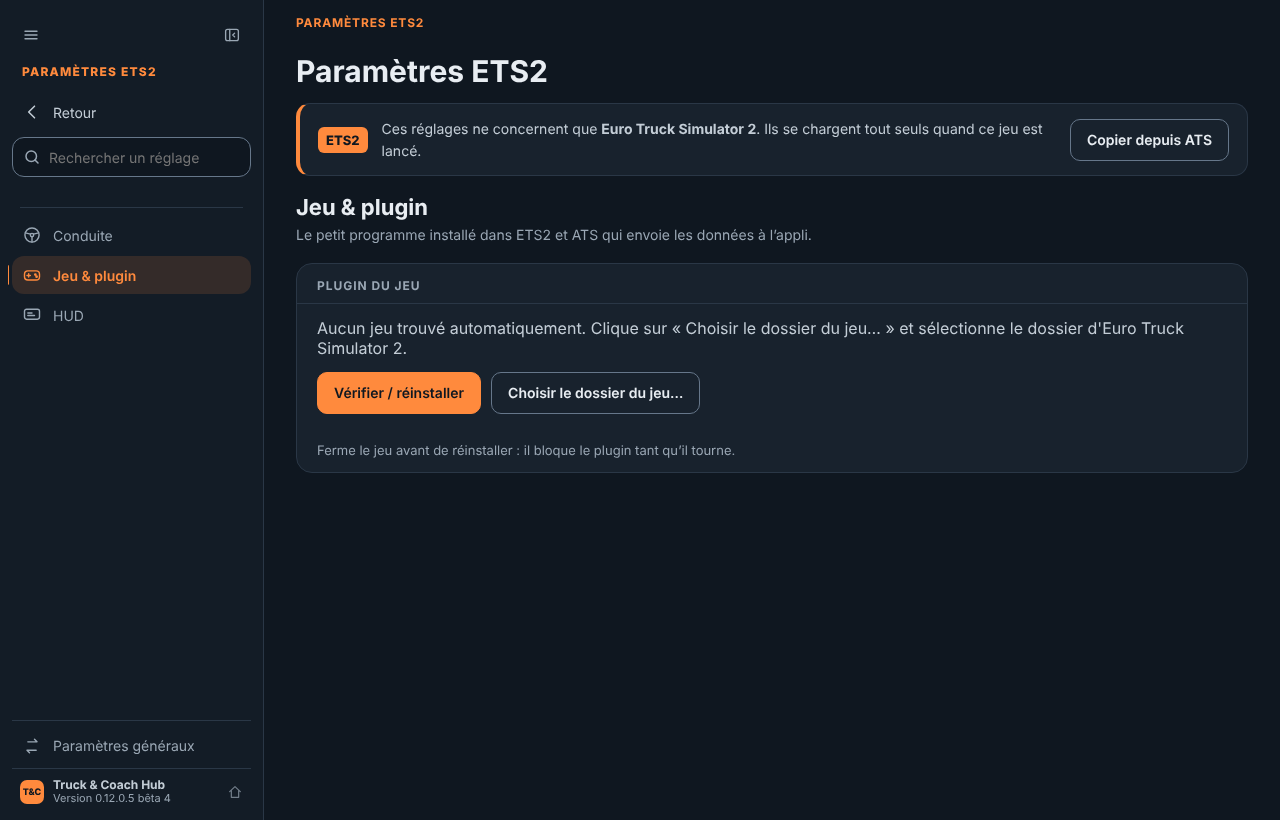 PARAMÈTRES ETS2
Retour
Rechercher un réglage
Conduite
Jeu & plugin
HUD
Paramètres généraux
T&C
Truck & Coach Hub
Version 0.12.0.5 bêta 4
PARAMÈTRES ETS2
Paramètres ETS2
ETS2
Ces réglages ne concernent que Euro Truck Simulator 2. Ils se chargent tout seuls quand ce jeu est
lancé.
Copier depuis ATS
Jeu & plugin
Le petit programme installé dans ETS2 et ATS qui envoie les données à l’appli.
PLUGIN DU JEU
Aucun jeu trouvé automatiquement. Clique sur « Choisir le dossier du jeu… » et sélectionne le dossier d'Euro Truck
Simulator 2.
Vérifier / réinstaller
Choisir le dossier du jeu…
Ferme le jeu avant de réinstaller : il bloque le plugin tant qu’il tourne.